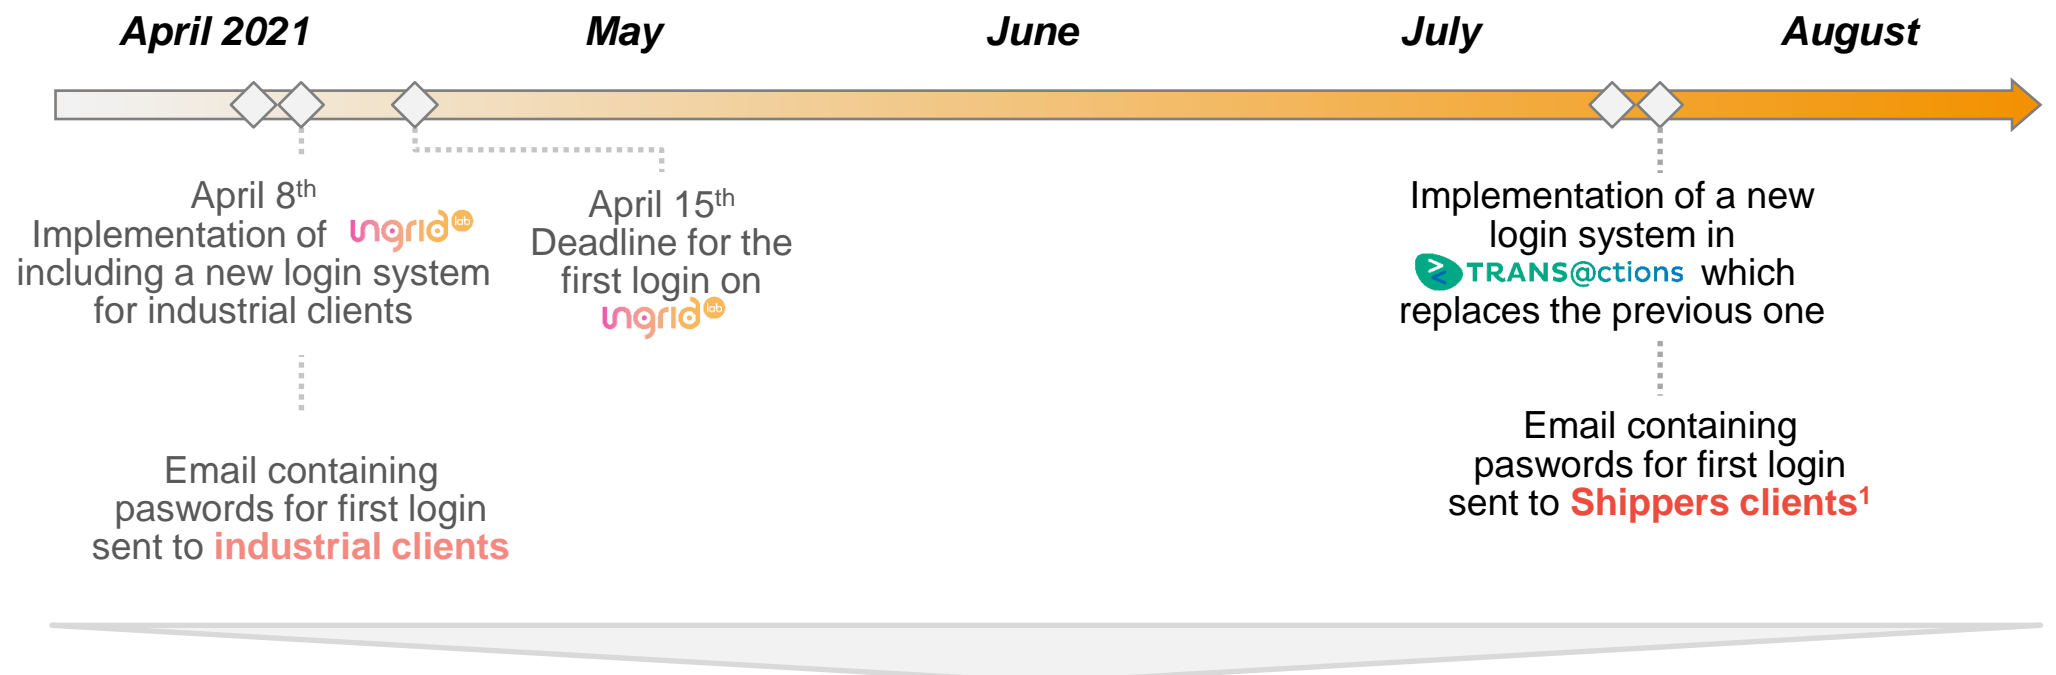 April 2021 May June July August
April 8th
Implementation of ingrid lab
including a new login system
for industrial clients
April 15th
Deadline for the
first login on
ingrid lab
Implementation of a new
login system in
TRANS@ctions which
replaces the previous one
Email containing
paswords for first login
sent to industrial clients
Email containing
paswords for first login
sent to Shippers clients1